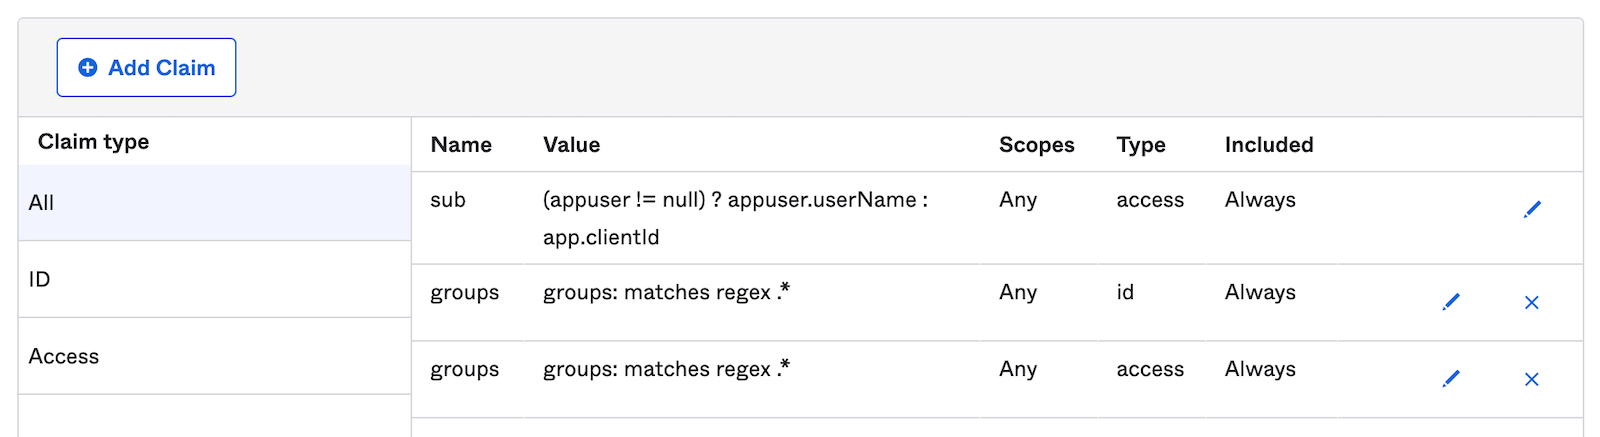 Add Claim
Claim type
All
ID
Access
Name Value Scopes Type Included
sub (appuser != null) ? appuser.userName : Any access Always
app.clientId
groups groups: matches regex .* Any id Always
groups groups: matches regex .* Any access Always